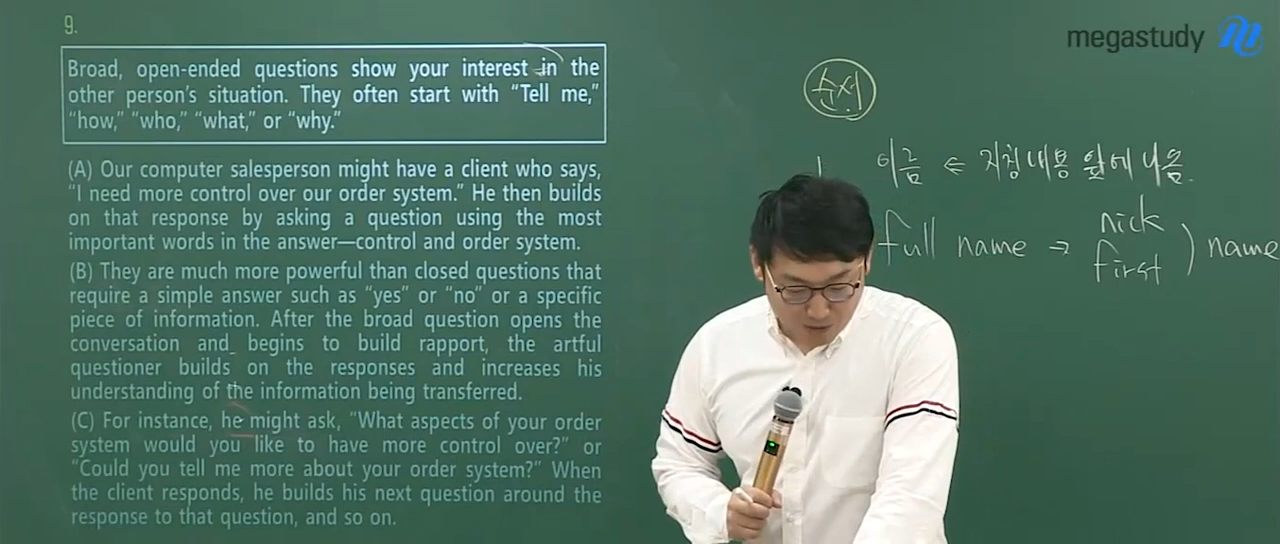 9.
Broad, open-ended questions show your interest in the
other person's situation. They often start with “Tell me,”
“how,” “who,” “what,” or “why.”
(A) Our computer salesperson might have a client who says,
“I need more control over our order system.” He then builds
on that response by asking a question using the most
important words in the answer—control and order system.
(B) They are much more powerful than closed questions that
require a simple answer such as “yes” or “no” or a specific
piece of information. After the broad question opens the
conversation and begins to build rapport, the artful
questioner builds on the responses and increases his
understanding of the information being transferred.
(C) For instance, he might ask, “What aspects of your order
system would you like to have more control over?” or
“Could you tell me more about your order system?” When
the client responds, he builds his next question around the
response to that question, and so on.
megastudy
순서
이름 ⇐ 지칭내용 앞에 나옴.
full name → nick
first ) name